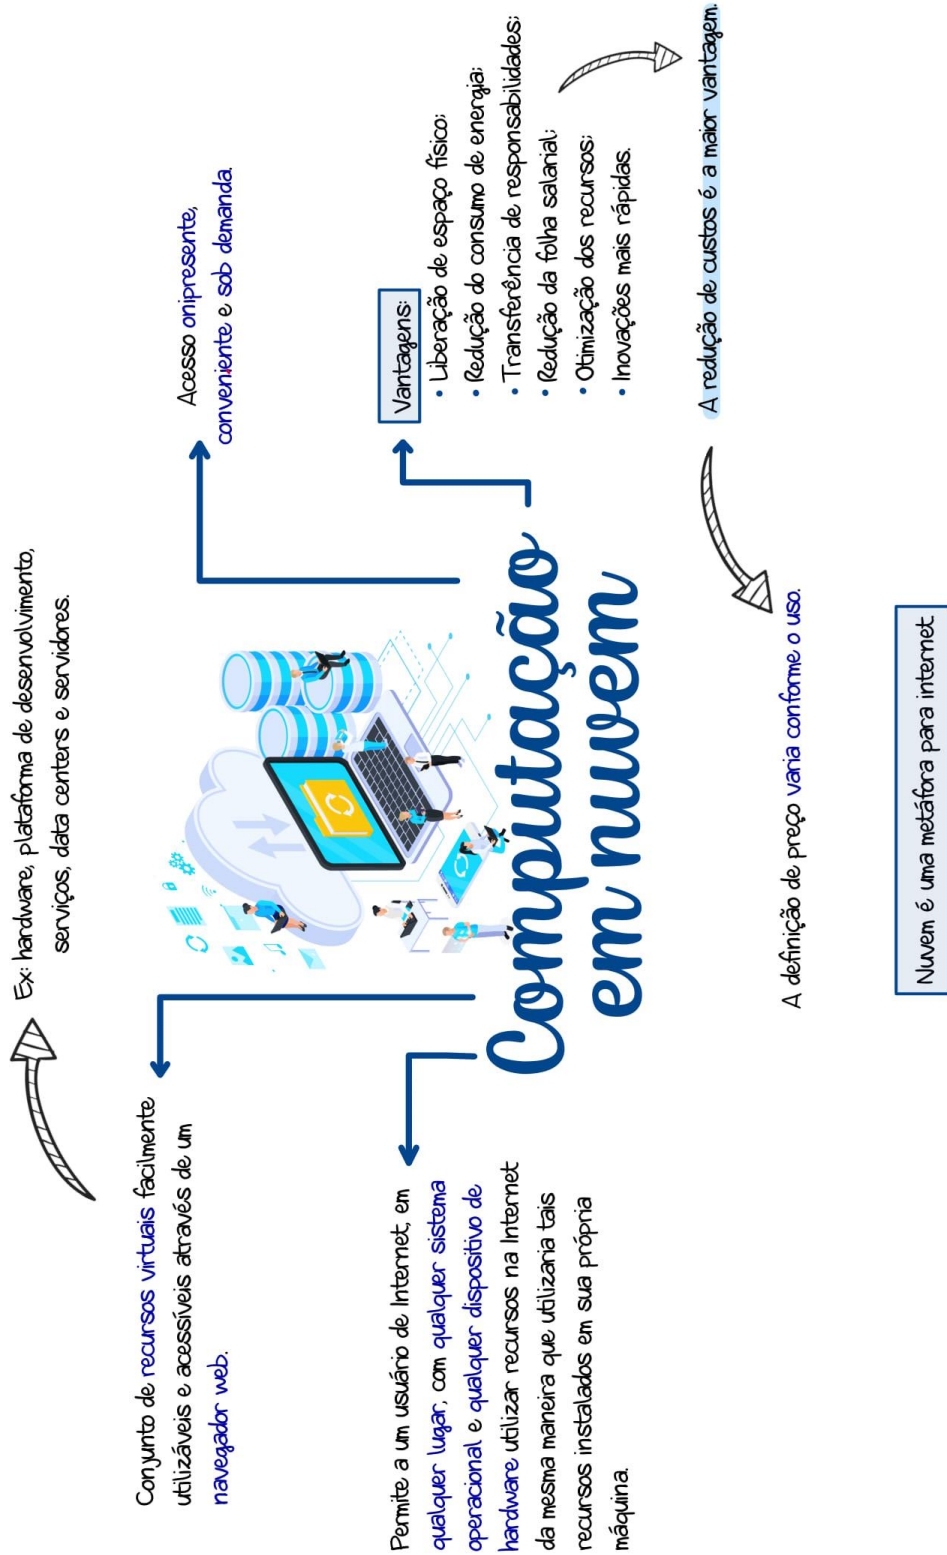 Ex: hardware, plataforma de desenvolvimento,
serviços, data centers e servidores.
Conjunto de recursos virtuais facilmente
utilizáveis e acessíveis através de um
navegador web.
Acesso onipresente,
conveniente e sob demanda.
Permite a um usuário de Internet, em
qualquer lugar, com qualquer sistema
operacional e qualquer dispositivo de
hardware utilizar recursos na Internet
da mesma maneira que utilizaria tais
recursos instalados em sua própria
máquina.
Computação
em nuvem
Vantagens:
• Liberação de espaço físico;
• Redução do consumo de energia;
• Transferência de responsabilidades;
• Redução da folha salarial;
• Otimização dos recursos;
• Inovações mais rápidas.
A redução de custos é a maior vantagem.
A definição de preço varia conforme o uso.
Nuvem é uma metáfora para internet